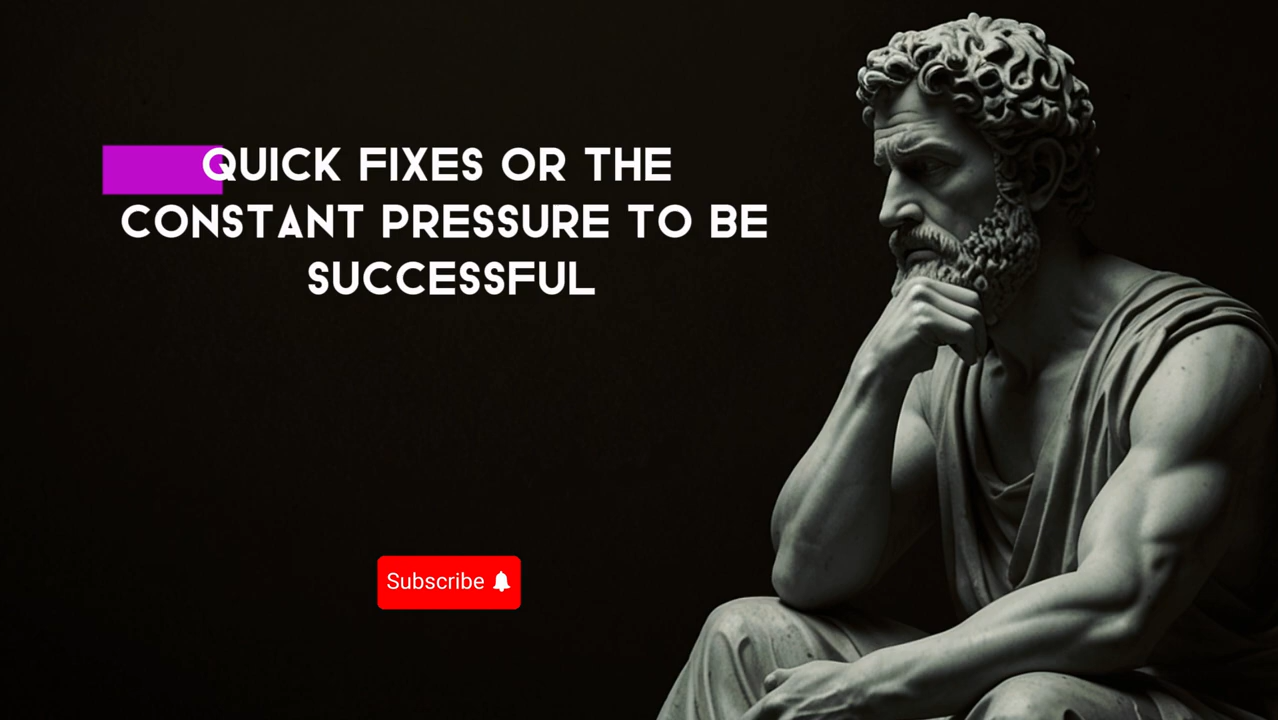 QUICK FIXES OR THE
CONSTANT PRESSURE TO BE
SUCCESSFUL
Subscribe